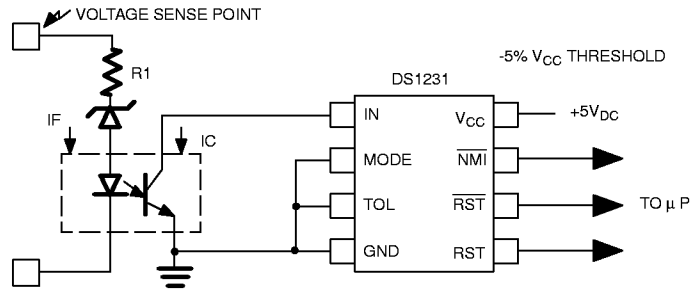 VOLTAGE SENSE POINT
R1
IF
IC
DS1231
-5% VCC THRESHOLD
IN
VCC
+5VDC
MODE
NMI
TOL
RST
TO µ P
GND
RST